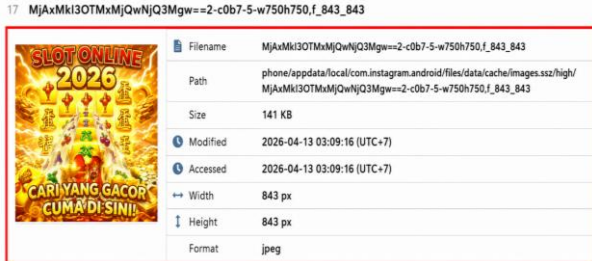 17 MjAxMkI3OTMxMjQwNjQ3Mgw==2-c0b7-5-w750h750,f_843_843
SLOT ONLINE
2026
CARI YANG GACOR
CUMA DI SINI!
Filename MjAxMkI3OTMxMjQwNjQ3Mgw==2-c0b7-5-w750h750,f_843_843
Path phone/appdata/local/com.instagram.android/files/data/cache/images.ssz/high/
MjAxMkI3OTMxMjQwNjQ3Mgw==2-c0b7-5-w750h750,f_843_843
Size 141 KB
Modified 2026-04-13 03:09:16 (UTC+7)
Accessed 2026-04-13 03:09:16 (UTC+7)
Width 843 px
Height 843 px
Format jpeg